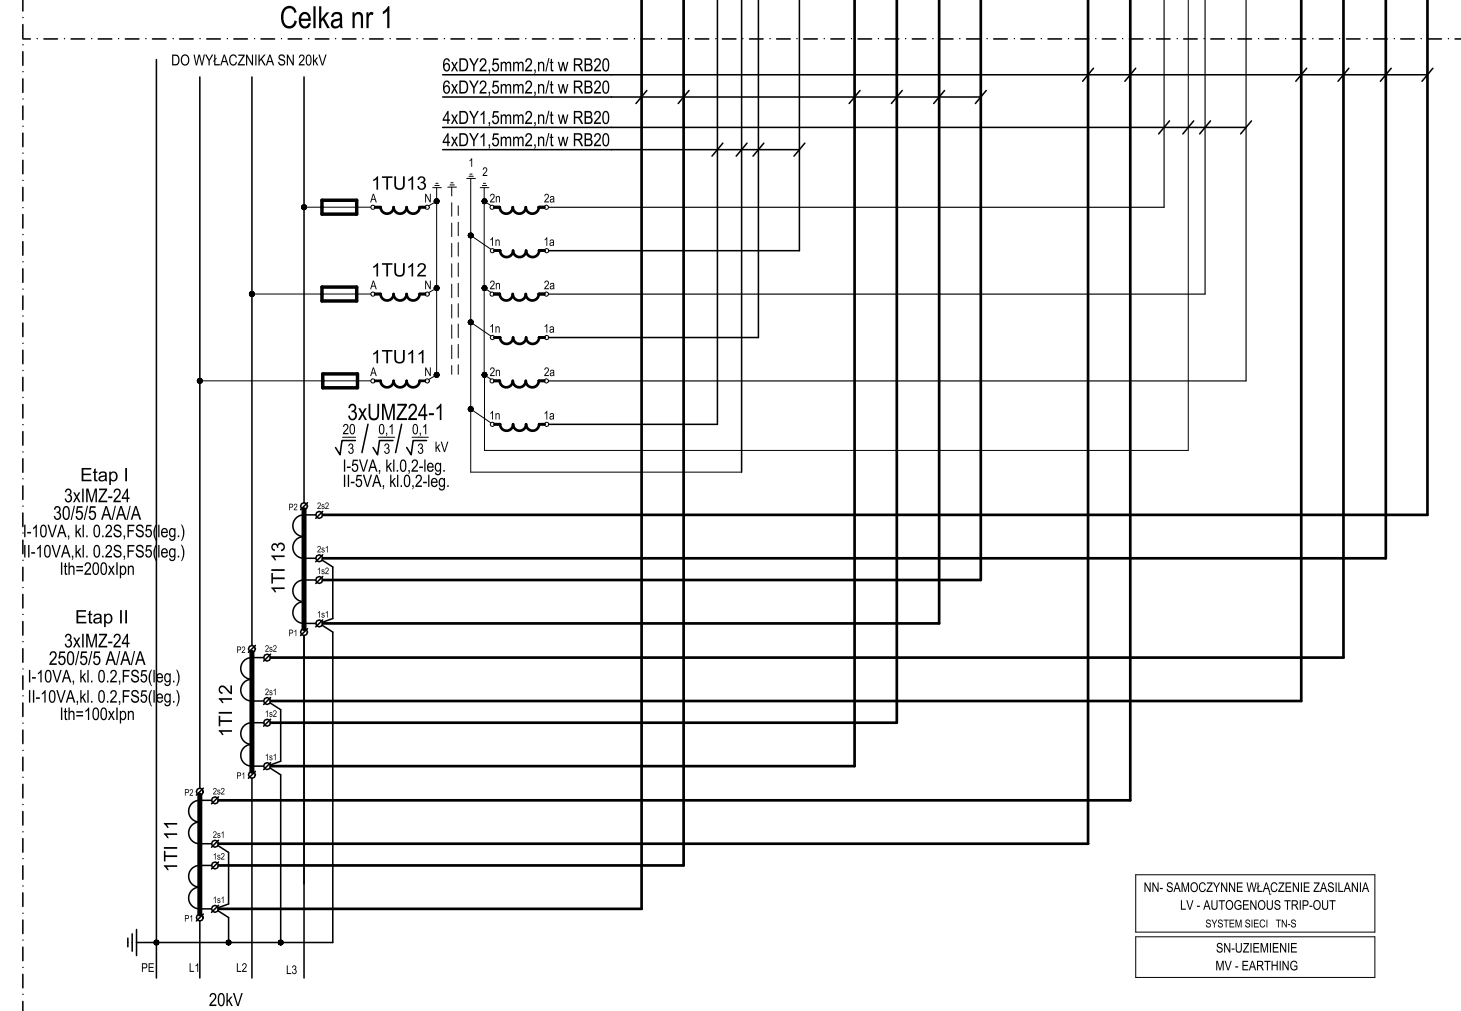 Celka nr 1
DO WYŁACZNIKA SN 20kV
6xDY2,5mm2,n/t w RB20
6xDY2,5mm2,n/t w RB20
4xDY1,5mm2,n/t w RB20
4xDY1,5mm2,n/t w RB20
1
2
1TU13
A
N
2n
2a
1n
1a
1TU12
A
N
2n
2a
1n
1a
1TU11
A
N
2n
2a
1n
1a
3xUMZ24-1
20/√3 / 0,1/√3 / 0,1/√3 kV
I-5VA, kl.0,2-leg.
II-5VA, kl.0,2-leg.
Etap I
3xIMZ-24
30/5/5 A/A/A
I-10VA, kl. 0.2S,FS5(leg.)
II-10VA,kl. 0.2S,FS5(leg.)
Ith=200xIpn
P2
2s2
2s1
1s2
1s1
P1
1TI 13
Etap II
3xIMZ-24
250/5/5 A/A/A
I-10VA, kl. 0.2,FS5(leg.)
II-10VA,kl. 0.2,FS5(leg.)
Ith=100xIpn
P2
2s2
2s1
1s2
1s1
P1
1TI 12
P2
2s2
2s1
1s2
1s1
P1
1TI 11
PE
L1
L2
L3
20kV
NN- SAMOCZYNNE WŁĄCZENIE ZASILANIA
LV - AUTOGENOUS TRIP-OUT
SYSTEM SIECI TN-S
SN-UZIEMIENIE
MV - EARTHING